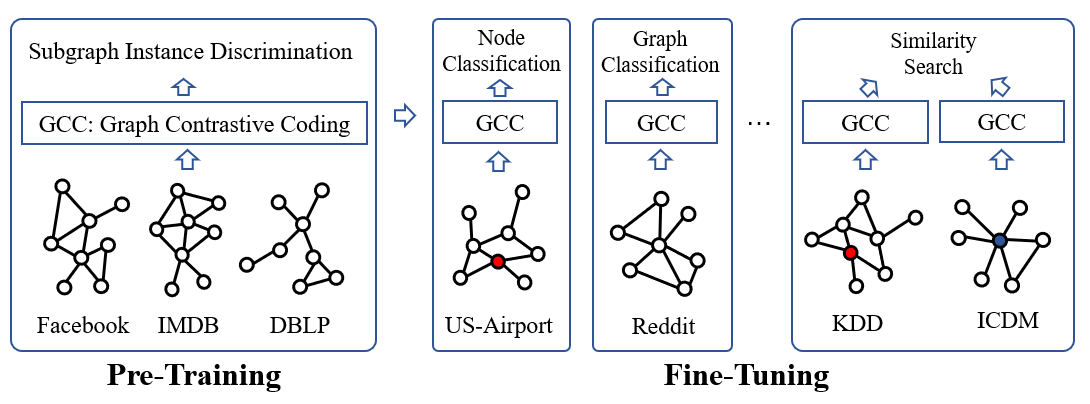 Subgraph Instance Discrimination
GCC: Graph Contrastive Coding
Facebook
IMDB
DBLP
Pre-Training
Node
Classification
GCC
US-Airport
Graph
Classification
GCC
Reddit
...
Similarity
Search
GCC
GCC
KDD
ICDM
Fine-Tuning